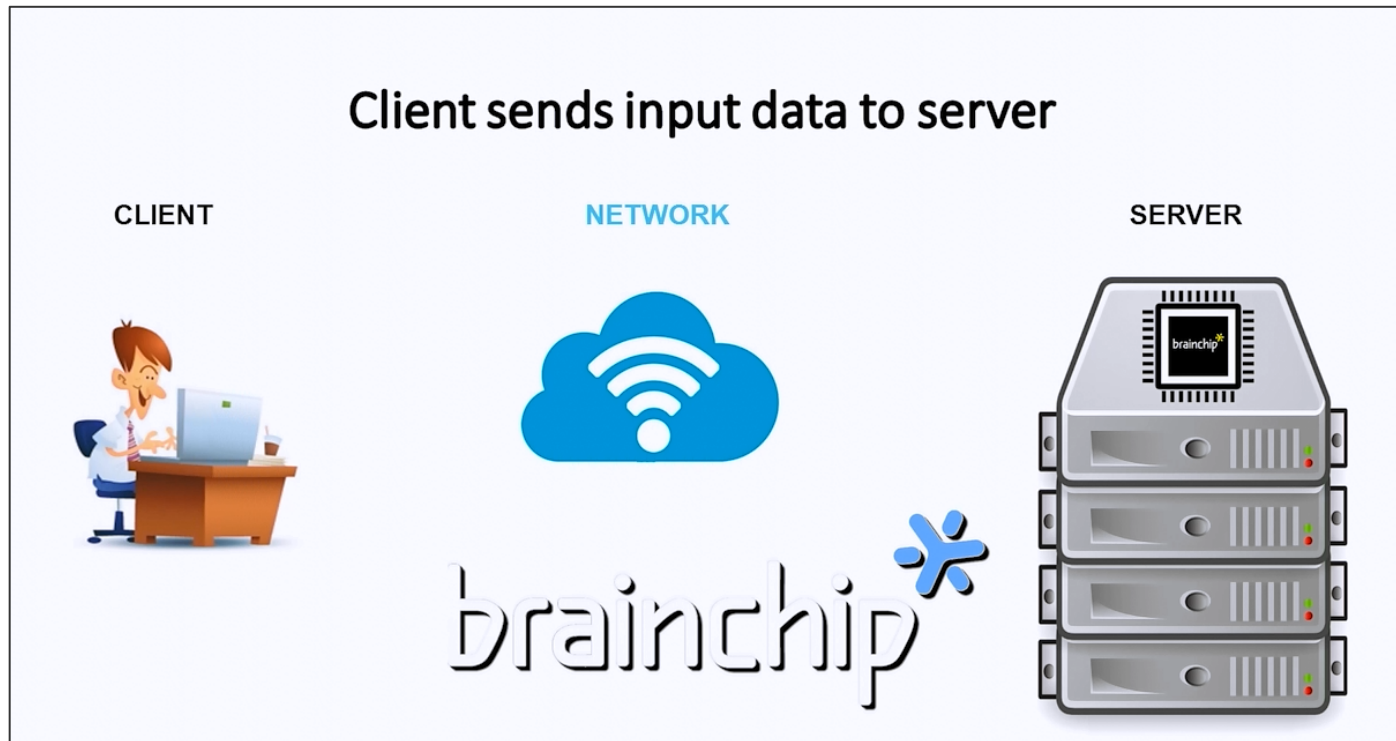 Client sends input data to server
CLIENT
NETWORK
SERVER
brainchip
brainchip